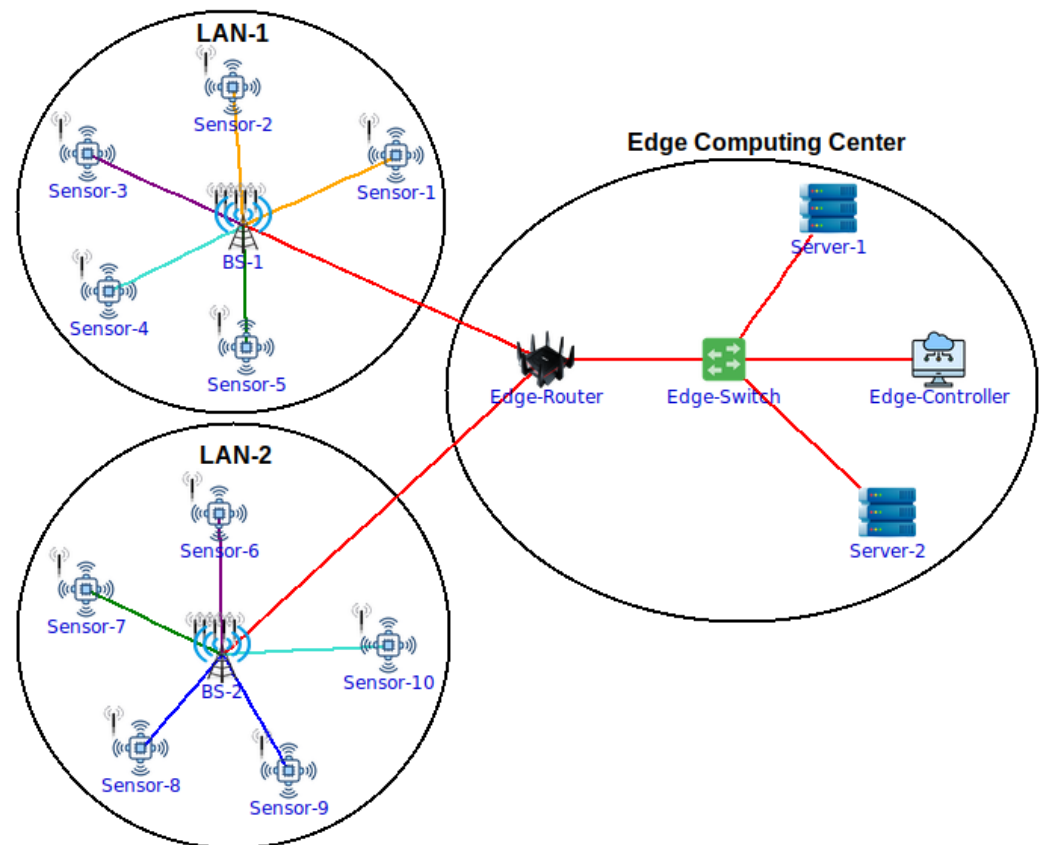 LAN-1
Sensor-2
Sensor-3
Sensor-1
BS-1
Sensor-4
Sensor-5
Edge Computing Center
Server-1
Edge-Router
Edge-Switch
Edge-Controller
Server-2
LAN-2
Sensor-6
Sensor-7
Sensor-10
BS-2
Sensor-8
Sensor-9